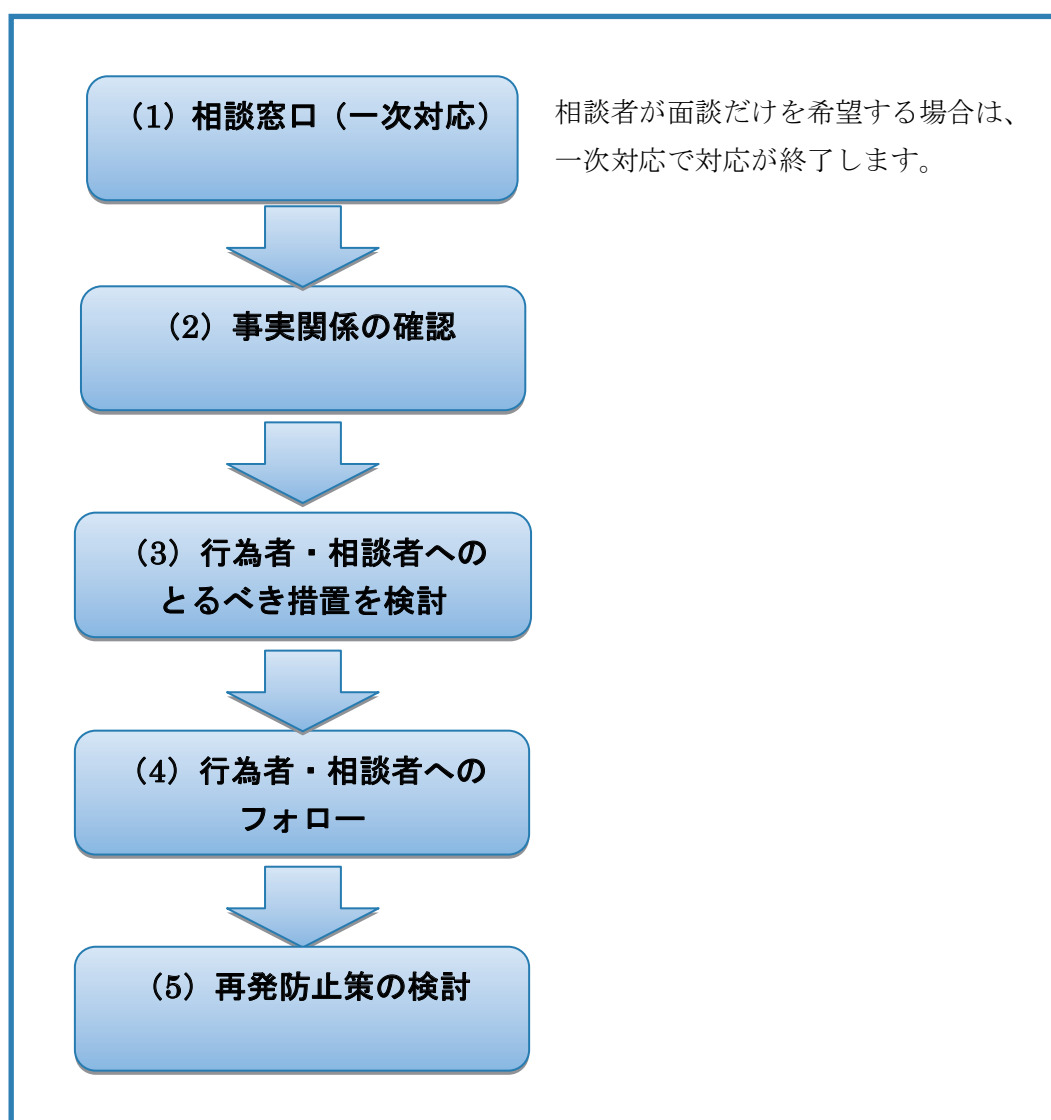 （1）相談窓口（一次対応）
相談者が面談だけを希望する場合は、
一次対応で対応が終了します。
（2）事実関係の確認
（3）行為者・相談者への
とるべき措置を検討
（4）行為者・相談者への
フォロー
（5）再発防止策の検討